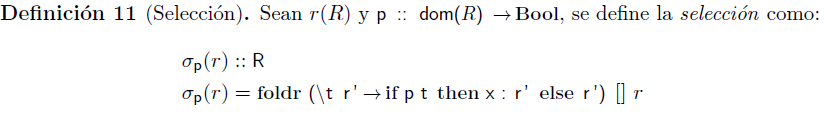 Definición 11 (Selección). Sean r(R) y p :: dom(R) →Bool, se define la selección como:
σp(r) :: R
σp(r) = foldr (\t r' → if p t then x : r' else r') [] r